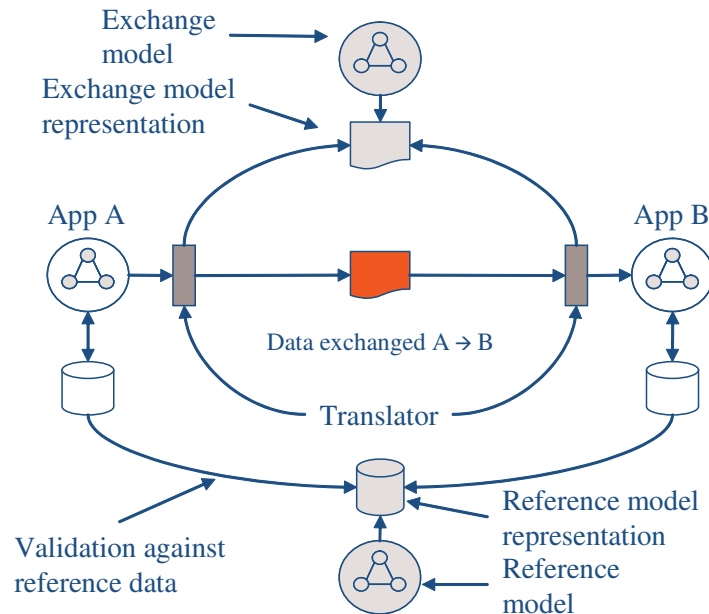 Exchange
model
Exchange model
representation
App A
App B
Data exchanged A → B
Translator
Validation against
reference data
Reference model
representation
Reference
model